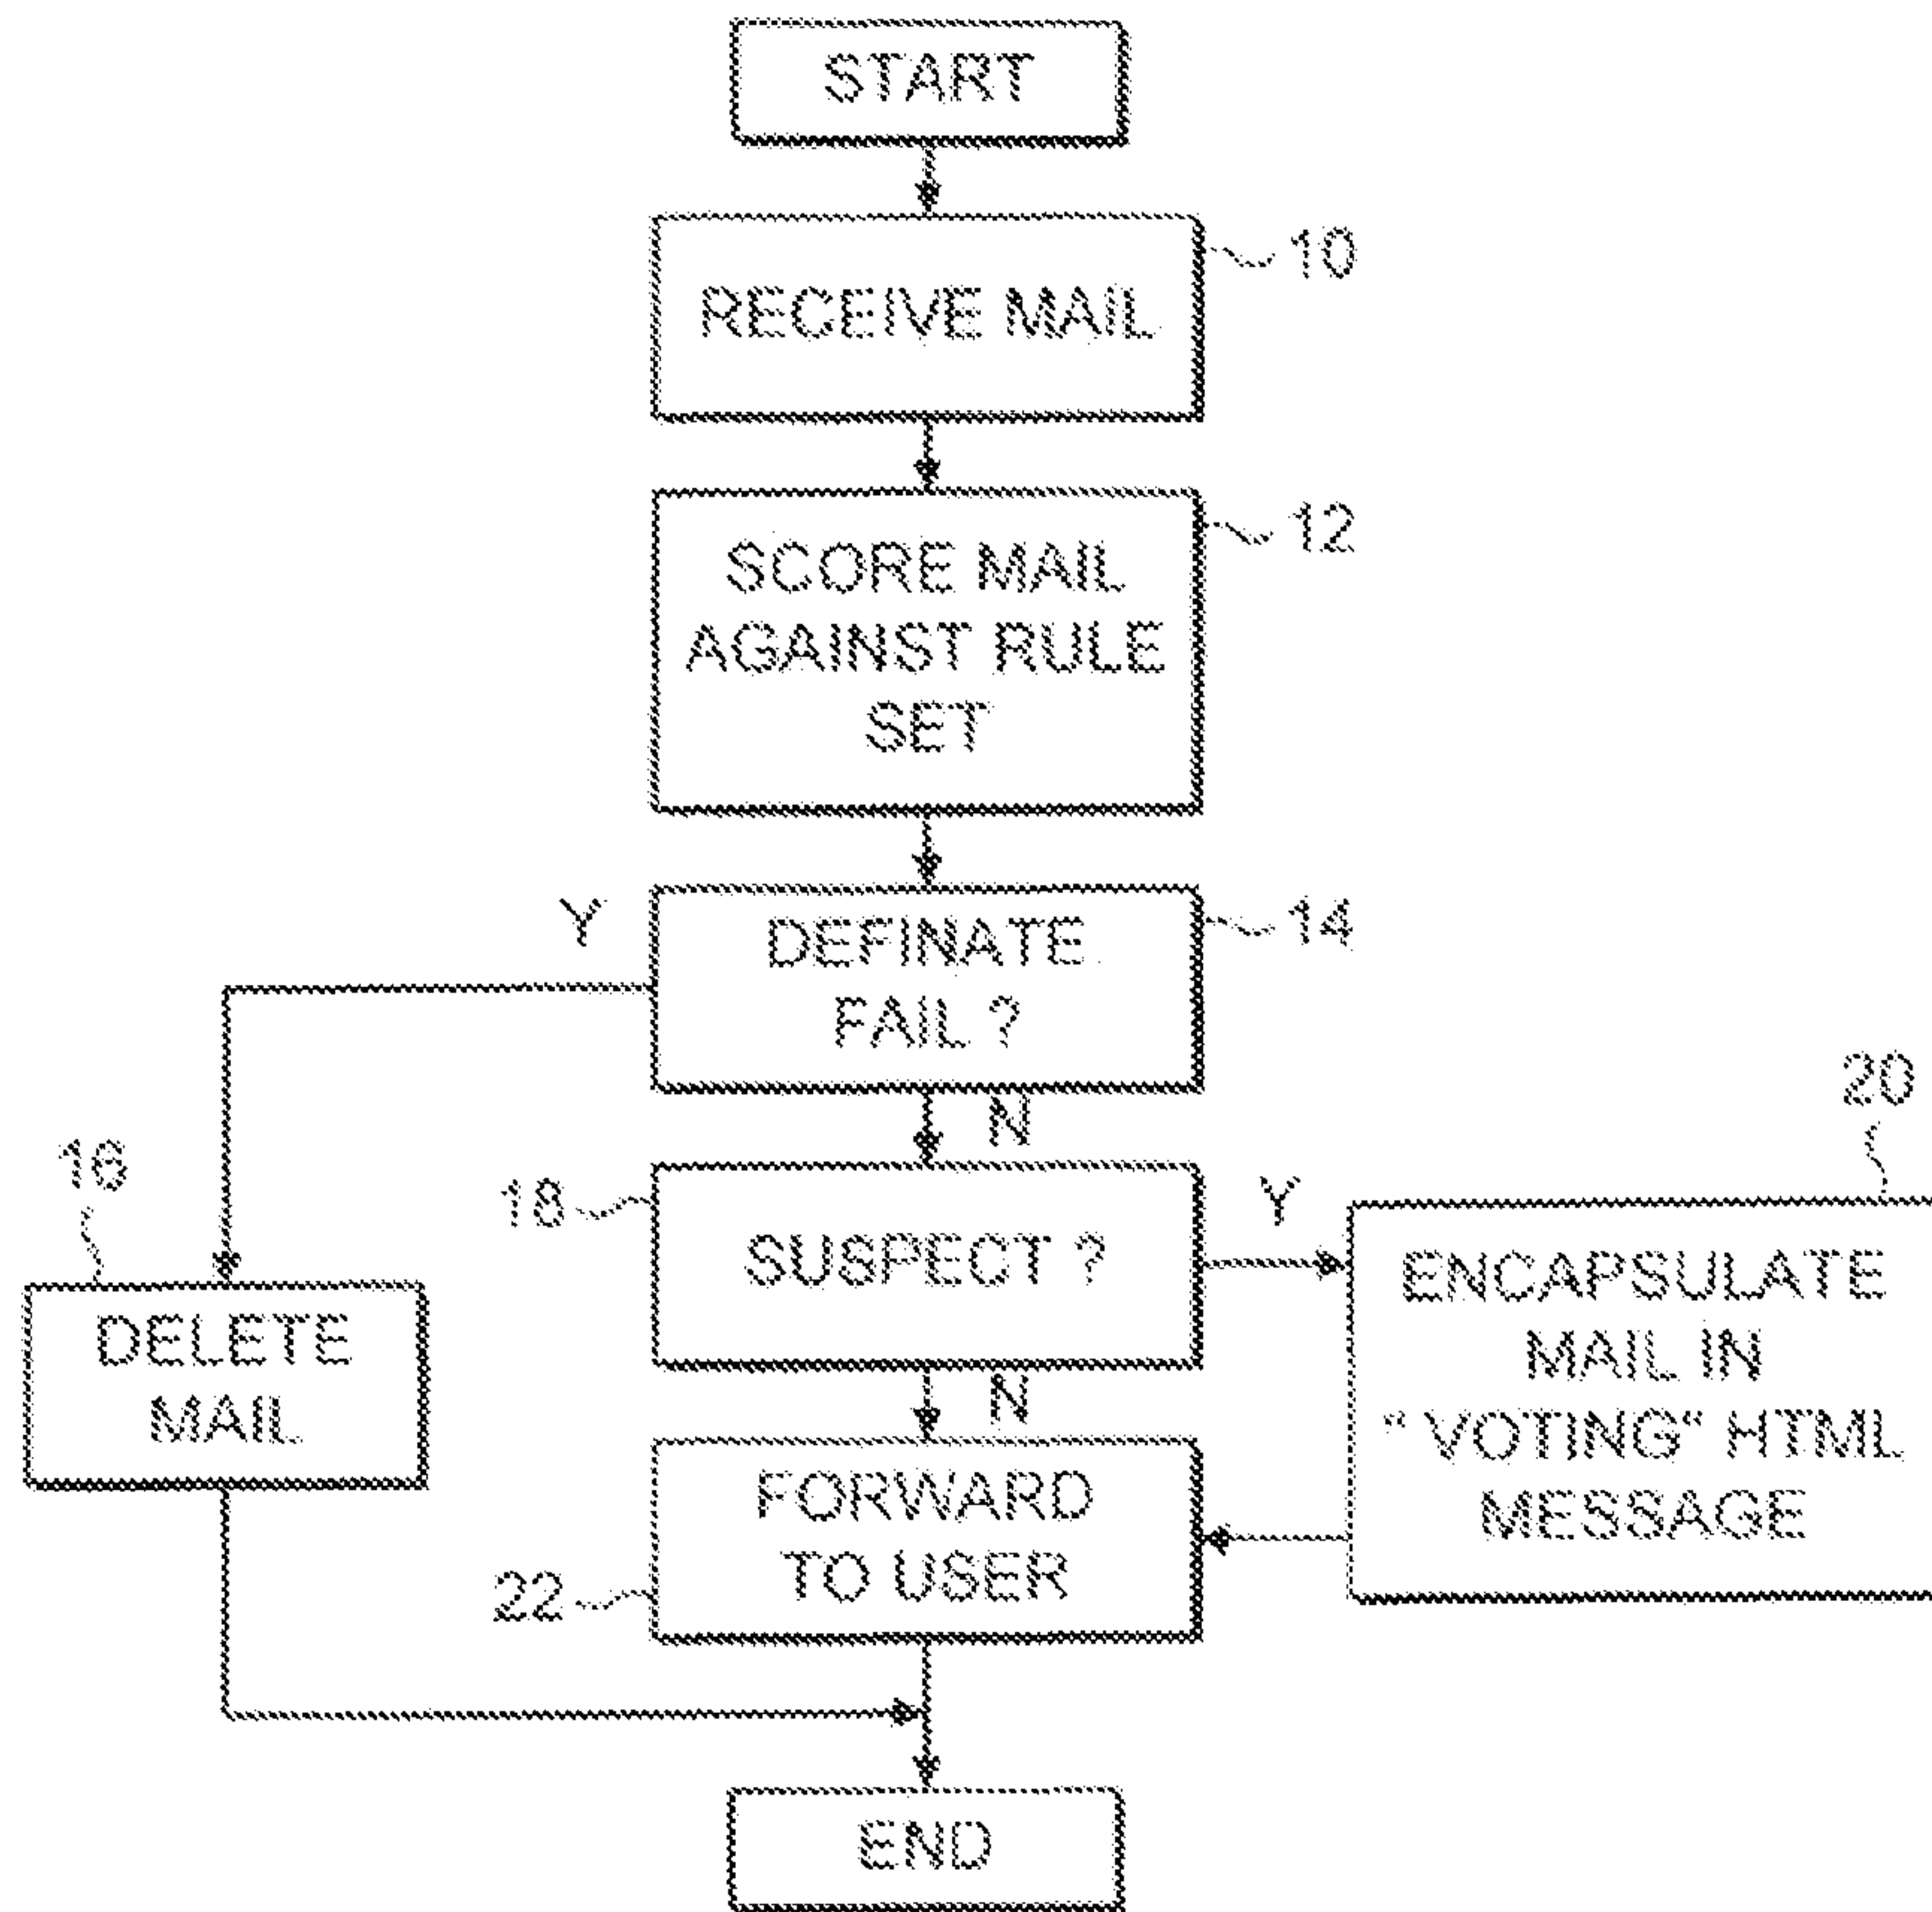 START
RECEIVE MAIL
10
SCORE MAIL
AGAINST RULE
SET
12
Y
DEFINATE
FAIL ?
14
N
16
DELETE
MAIL
18
SUSPECT ?
Y
20
ENCAPSULATE
MAIL IN
“ VOTING“ HTML
MESSAGE
N
FORWARD
TO USER
22
END